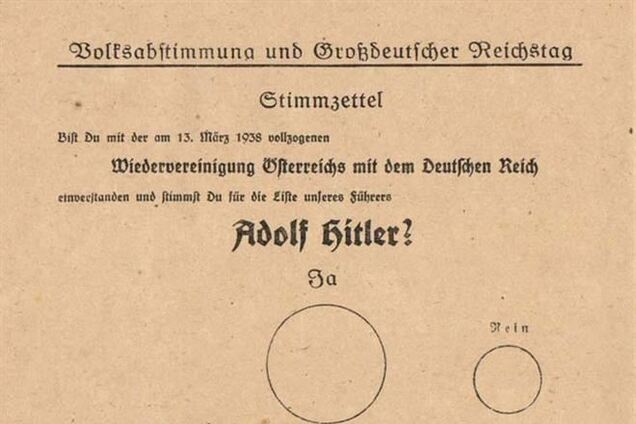 Volksabstimmung und Großdeutscher Reichstag
Stimmzettel
Bist Du mit der am 13. März 1938 vollzogenen
Wiedervereinigung Österreichs mit dem Deutschen Reich
einverstanden und stimmst Du für die Liste unseres Führers
Adolf Hitler?
Ja
Nein